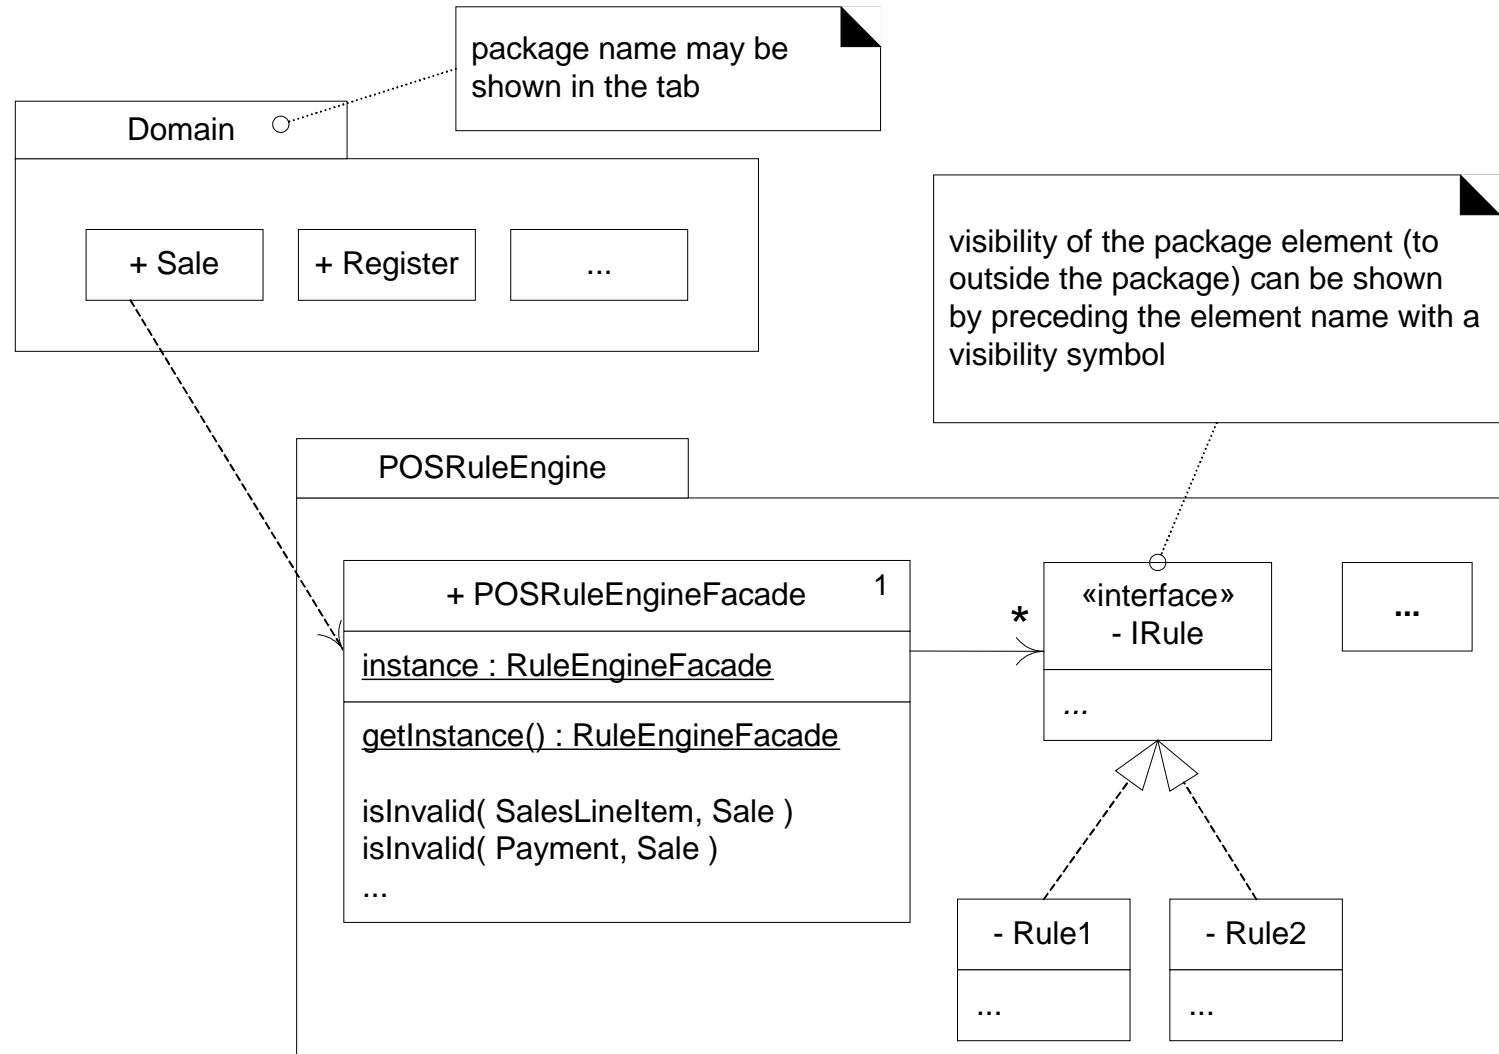 package name may be
shown in the tab
Domain
+ Sale
+ Register
...
visibility of the package element (to
outside the package) can be shown
by preceding the element name with a
visibility symbol
POSRuleEngine
+ POSRuleEngineFacade
1
instance : RuleEngineFacade
getInstance() : RuleEngineFacade
isInvalid( SalesLineItem, Sale )
isInvalid( Payment, Sale )
...
*
«interface»
- IRule
...
...
- Rule1
...
- Rule2
...